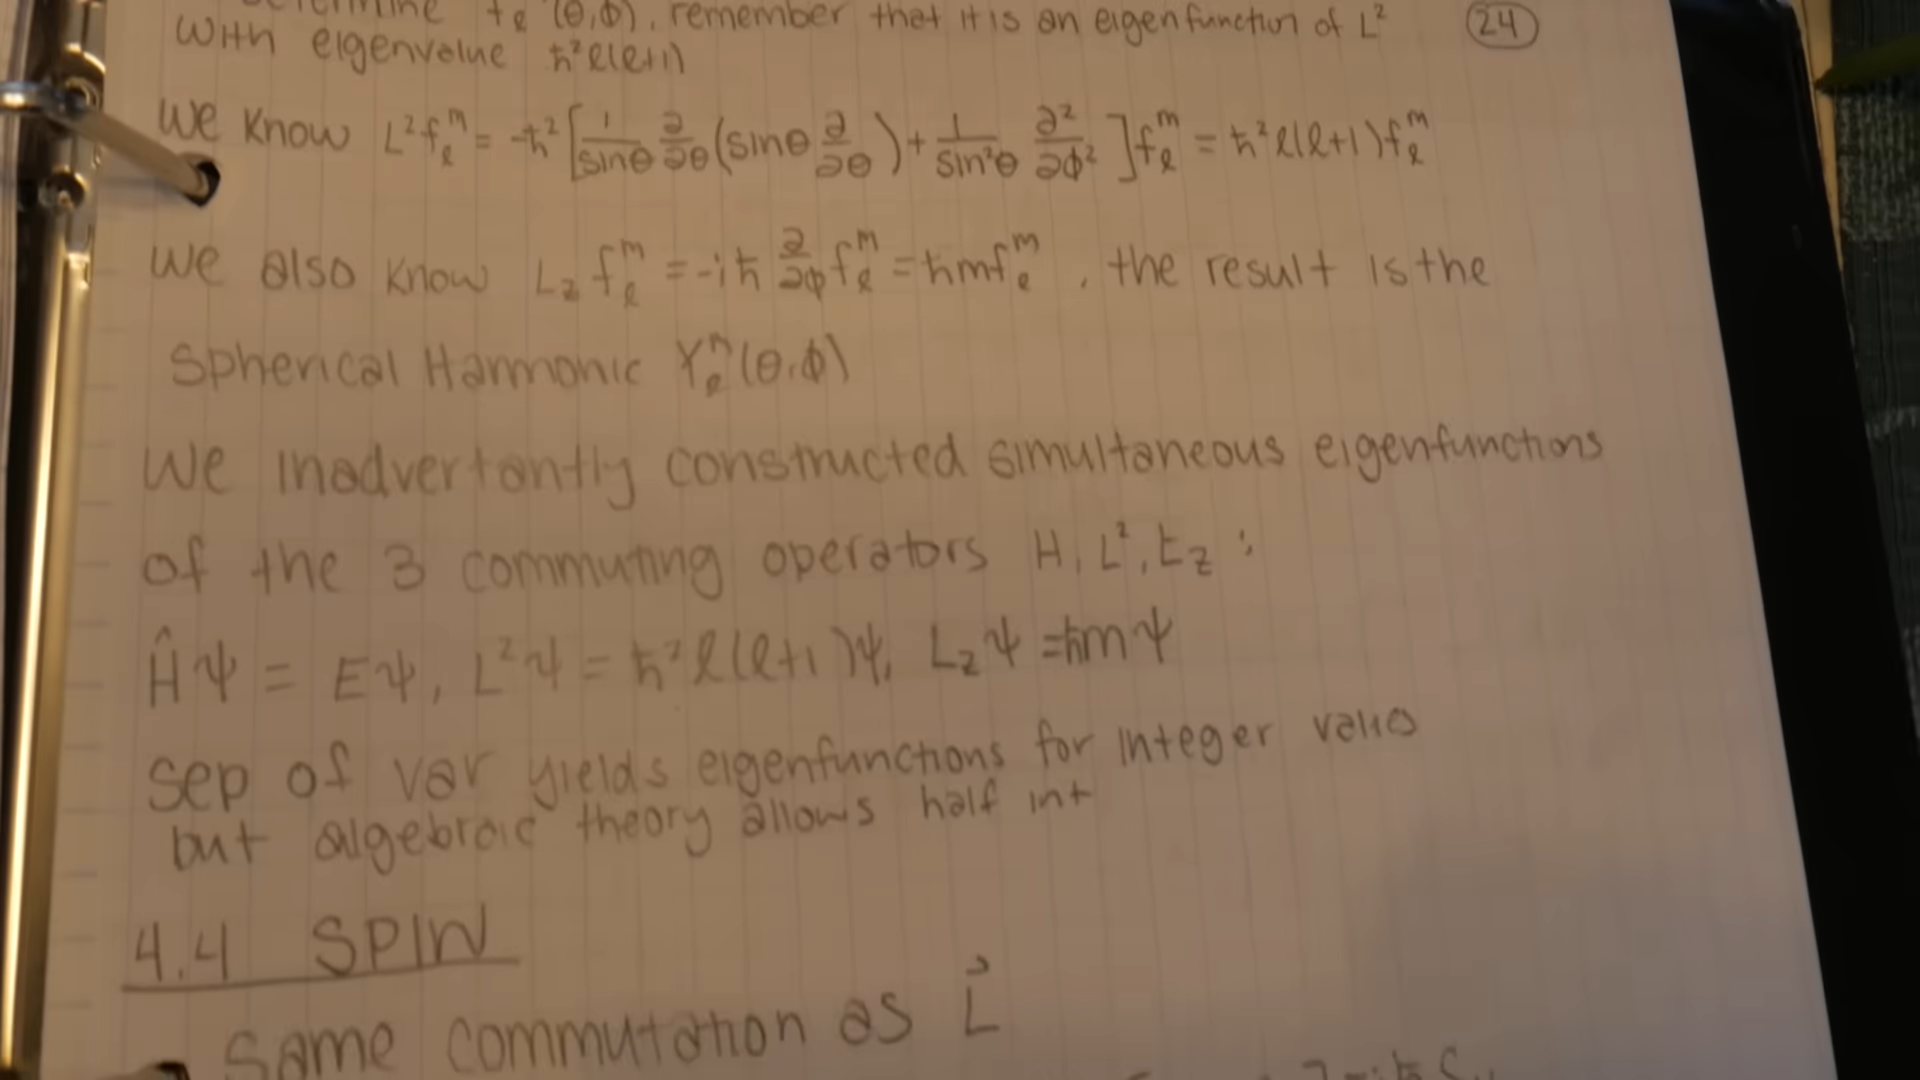 f_ℓ (θ,ϕ), remember that it is an eigenfunction of L² 24
with eigenvalue ħ²ℓ(ℓ+1)
We know L²f_ℓ^m = -ħ²[1/sinθ ∂/∂θ(sinθ ∂/∂θ)+ 1/sin²θ ∂²/∂ϕ²]f_ℓ^m = ħ²ℓ(ℓ+1)f_ℓ^m
We also know L_z f_ℓ^m = -iħ ∂/∂ϕ f_ℓ^m = ħmf_ℓ^m, the result is the
Spherical Harmonic Y_ℓ^m(θ,ϕ)
We inadvertantly constructed simultaneous eigenfunctions
of the 3 commuting operators H, L², L_z :
Ĥψ = Eψ, L²ψ = ħ²ℓ(ℓ+1)ψ, L_zψ = ħmψ
Sep of var yields eigenfunctions for integer
but algebraic theory allows half int
4.4 SPIN
Same commutation as L⃗